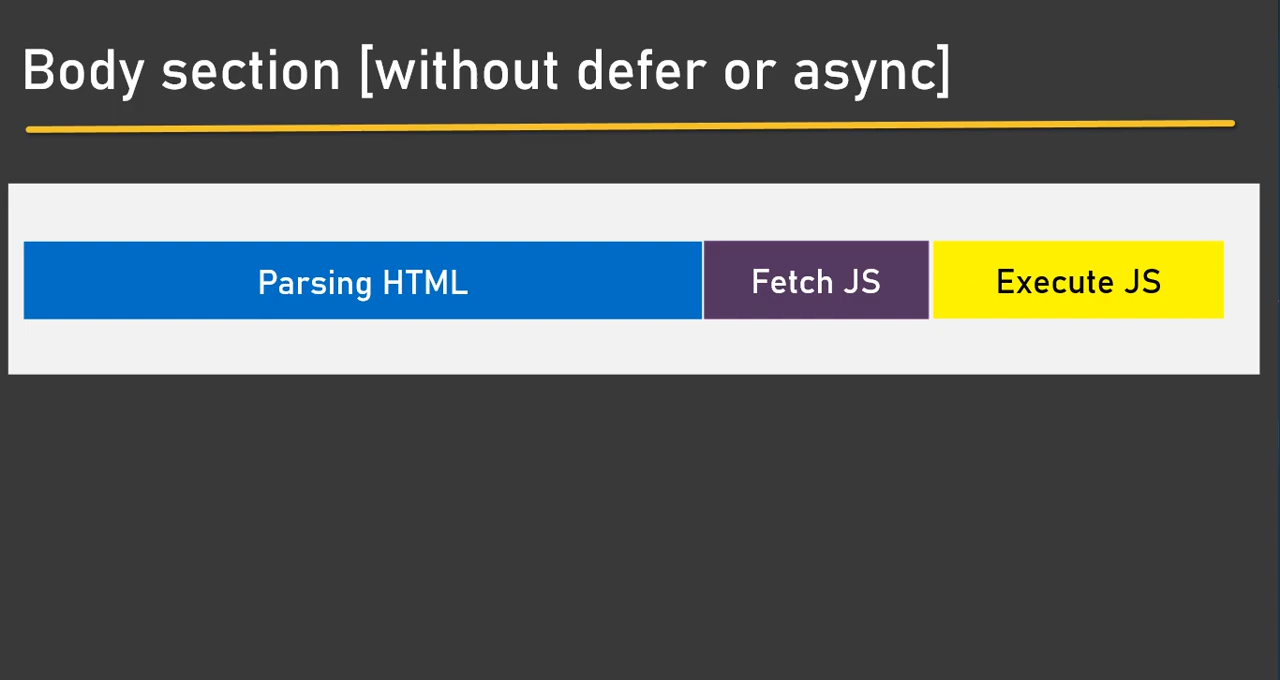 Body section [without defer or async]
Parsing HTML
Fetch JS
Execute JS